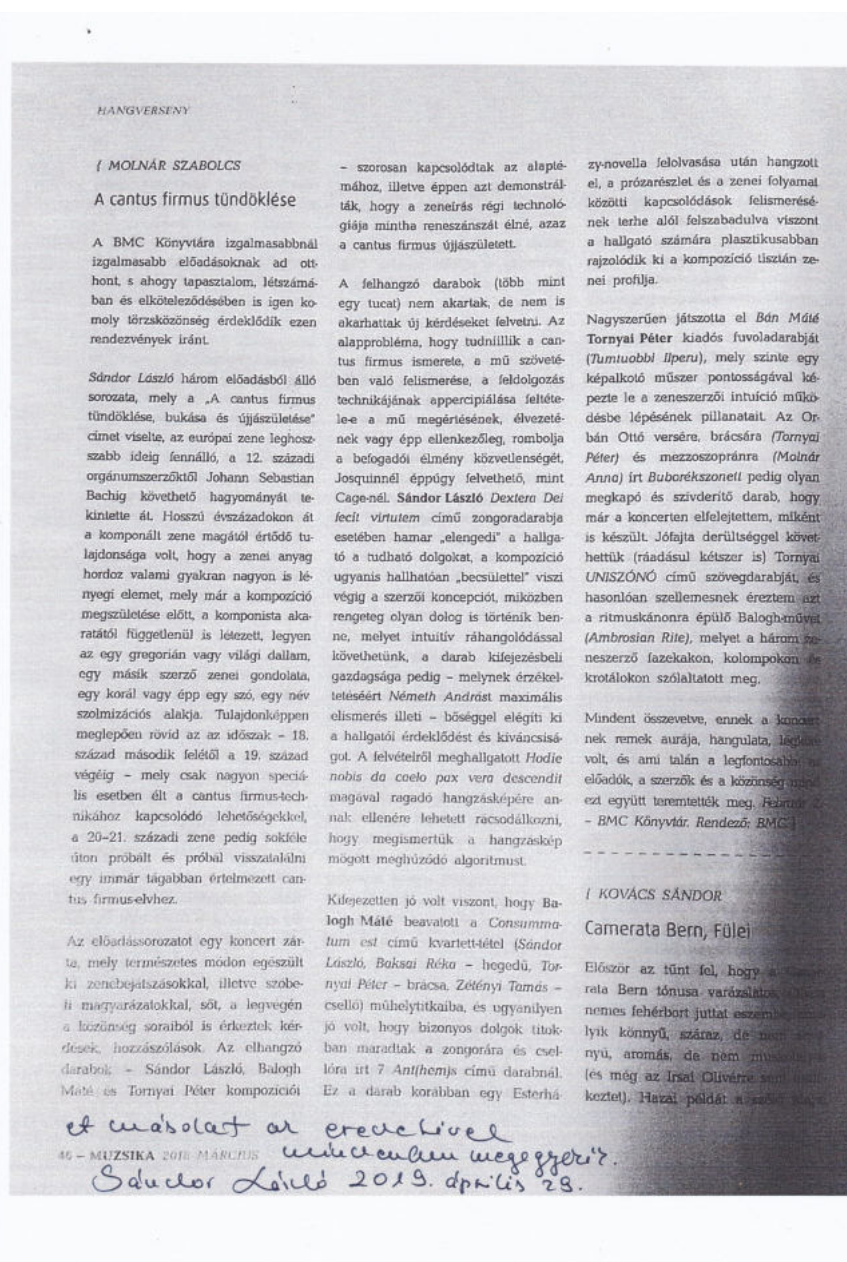 HANGVERSENY
/ MOLNÁR SZABOLCS
A cantus firmus tündöklése
A BMC Könyvtára izgalmasabbnál
izgalmasabb előadásoknak ad ott-
hont, s ahogy tapasztalom, létszámá-
ban és elköteleződésében is igen ko-
moly törzsközönség érdeklődik ezen
rendezvények iránt.
Sándor László három előadásból álló
sorozata, mely a „A cantus firmus
tündöklése, bukása és újjászületése"
címet viselte, az európai zene leghosz-
szabb ideig fennálló, a 12. századi
orgánumszerzőktől Johann Sebastian
Bachig követhető hagyományát te-
kintette át. Hosszú évszázadokon át
a komponált zene magától értődő tu-
lajdonsága volt, hogy a zenei anyag
hordoz valami gyakran nagyon is lé-
nyegi elemet, mely már a kompozíció
megszületése előtt, a komponista aka-
ratától függetlenül is létezett, legyen
az egy gregorián vagy világi dallam,
egy másik szerző zenei gondolata,
egy korál vagy épp egy szó, egy név
szolmizációs alakja. Tulajdonképpen
meglepően rövid az az időszak – 18.
század második felétől a 19. század
végéig – mely csak nagyon speciá-
lis esetben élt a cantus firmus-tech-
nikához kapcsolódó lehetőségekkel,
a 20–21. századi zene pedig sokféle
úton próbált és próbál visszatalálni
egy immár tágabban értelmezett can-
tus firmus-elvhez.
Az előadássorozatot egy koncert zár-
ta, mely természetes módon egészült
ki zenebejátszásokkal, illetve szóbe-
li magyarázatokkal, sőt, a legvégén
a közönség soraiból is érkeztek kér-
dések, hozzászólások. Az elhangzó
darabok – Sándor László, Balogh
Máté és Tornyai Péter kompozíciói
– szorosan kapcsolódtak az alapté-
mához, illetve éppen azt demonstrál-
ták, hogy a zeneírás régi technoló-
giája mintha reneszánszát élné, azaz
a cantus firmus újjászületett.
A felhangzó darabok (több mint
egy tucat) nem akartak, de nem is
akarhattak új kérdéseket felvetni. Az
alapprobléma, hogy tudniillik a can-
tus firmus ismerete, a mű szöveté-
ben való felismerése, a feldolgozás
technikájának appercipiálása feltéte-
le-e a mű megértésének, élvezeté-
nek vagy épp ellenkezőleg, rombolja
a befogadói élmény közvetlenségét,
Josquinnél éppúgy felvethető, mint
Cage-nél. Sándor László Dextera Dei
fecit virtutem című zongoradarabja
esetében hamar „elengedi" a hallga-
tó a tudható dolgokat, a kompozíció
ugyanis hallhatóan „becsülettel" viszi
végig a szerzői koncepciót, miközben
rengeteg olyan dolog is történik ben-
ne, melyet intuitív ráhangolódással
követhetünk, a darab kifejezésbeli
gazdagsága pedig – melynek érzékel-
tetéséért Németh Andrást maximális
elismerés illeti – bőséggel elégíti ki
a hallgatói érdeklődést és kíváncsisá-
got. A felvételről meghallgatott Hodie
nobis da caelo pax vera descendit
magával ragadó hangzásképére an-
nak ellenére lehetett rácsodálkozni,
hogy megismertük a hangzáskép
mögött meghúzódó algoritmust.
Kifejezetten jó volt viszont, hogy Ba-
logh Máté beavatott a Consumma-
tum est című kvartett-tétel (Sándor
László, Baksai Réka – hegedű, Tor-
nyai Péter – brácsa, Zétényi Tamás –
cselló) műhelytitkaiba, és ugyanilyen
jó volt, hogy bizonyos dolgok titok-
ban maradtak a zongorára és csel-
lóra írt 7 Ant(hem)s című darabnál.
Ez a darab korábban egy Esterhá-
zy-novella felolvasása után hangzott
el, a prózarészlet és a zenei folyamat
közötti kapcsolódások felismerésé-
nek terhe alól felszabadulva viszont
a hallgató számára plasztikusabban
rajzolódik ki a kompozíció tisztán ze-
nei profilja.
Nagyszerűen játszotta el Bán Máté
Tornyai Péter kiadós fuvoladarabját
(Tumtuobbi Ilperu), mely szinte egy
képalkotó műszer pontosságával ké-
pezte le a zeneszerzői intuíció műkö-
désbe lépésének pillanatait. Az Or-
bán Ottó versére, brácsára (Tornyai
Péter) és mezzoszopránra (Molnár
Anna) írt Buborékszonett pedig olyan
megkapó és szívderítő darab, hogy
már a koncerten elfelejtettem, miként
is készült. Jófajta derültséggel követ-
hettük (ráadásul kétszer is) Tornyai
UNISZÓNÓ című szövegdarabját, és
hasonlóan szellemesnek éreztem azt
a ritmuskánonra épülő Balogh-művet
(Ambrosian Rite), melyet a három ze-
neszerző fazekakon, kolompokon és
krotálokon szólaltatott meg.
Mindent összevetve, ennek a koncert-
nek remek aurája, hangulata, légköre
volt, és ami talán a legfontosabb: az
előadók, a szerzők és a közönség mind
ezt együtt teremtették meg. Február 2.
– BMC Könyvtár. Rendező: BMC
/ KOVÁCS SÁNDOR
Camerata Bern, Fülei
Először az tűnt fel, hogy a Came-
rata Bern tónusa varázslatos.
nemes fehérbort juttat eszembe,
lyik könnyű, száraz, de nem
nyú, aromás, de nem
(és még az Irsai Olivérre sem
keztet). Hazai példát a
A másolat az eredetivel
46 – MUZSIKA 2018 MÁRCIUS mindenben megegyezik.
Sándor László 2019. április 29.